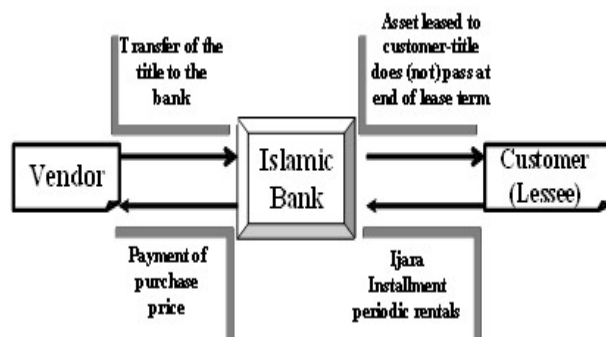 Transfer of the
title to the
bank
Asset leased to
customer-title
does (not) pass at
end of lease term
Vendor
Islamic
Bank
Customer
(Lessee)
Payment of
purchase
price
Ijara
Installment
periodic rentals